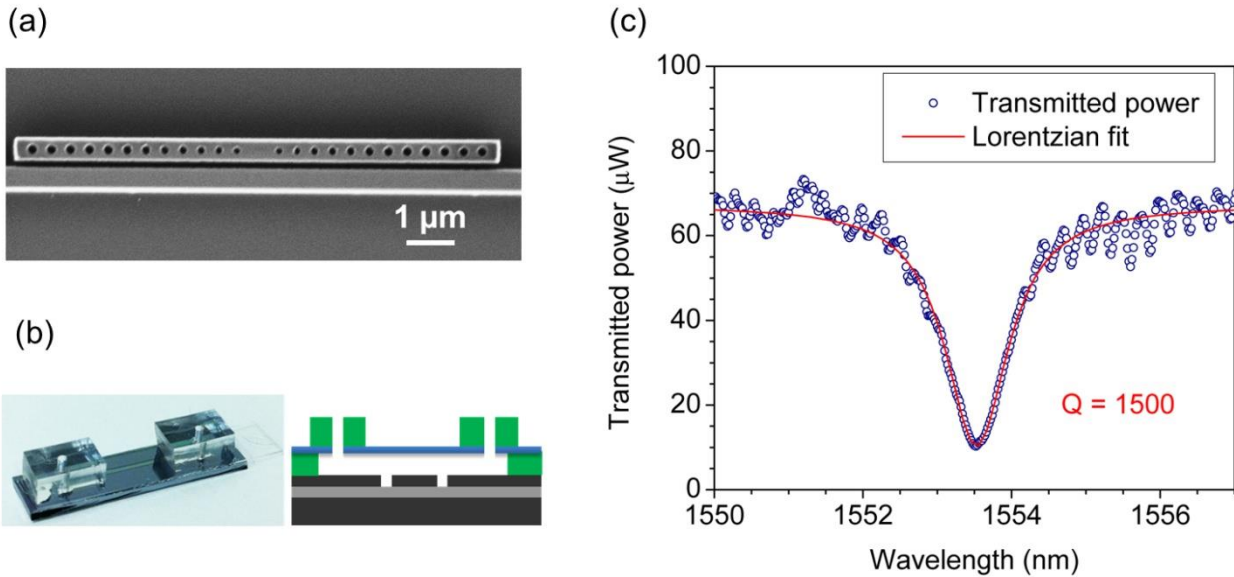 (a)
1 µm
(b)
(c)
Transmitted power (µW)
100
80
60
40
20
0
Transmitted power
Lorentzian fit
Q = 1500
1550
1552
1554
1556
Wavelength (nm)